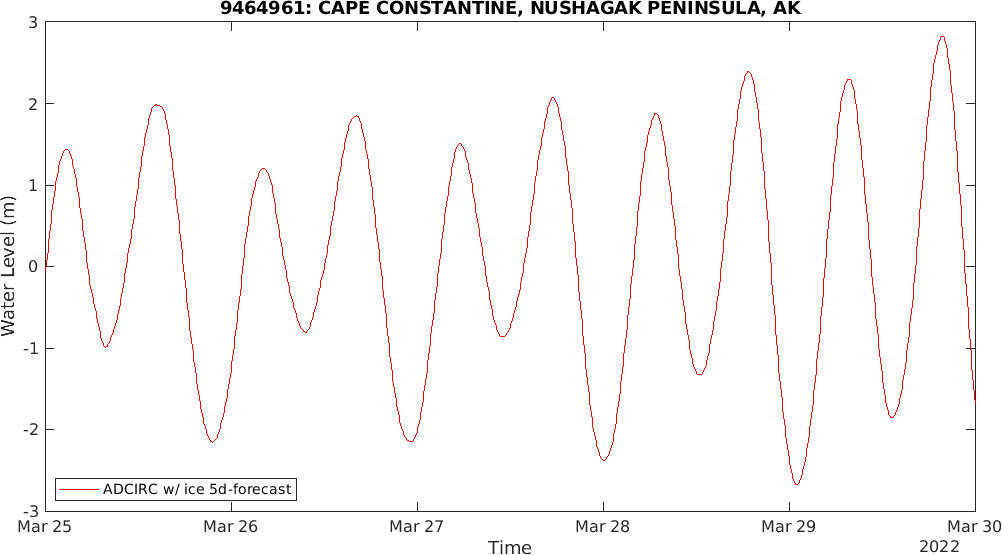 9464961: CAPE CONSTANTINE, NUSHAGAK PENINSULA, AK
3
2
1
0
-1
-2
-3
Water Level (m)
ADCIRC w/ ice 5d-forecast
Mar 25 Mar 26 Mar 27 Mar 28 Mar 29 Mar 30
Time
2022